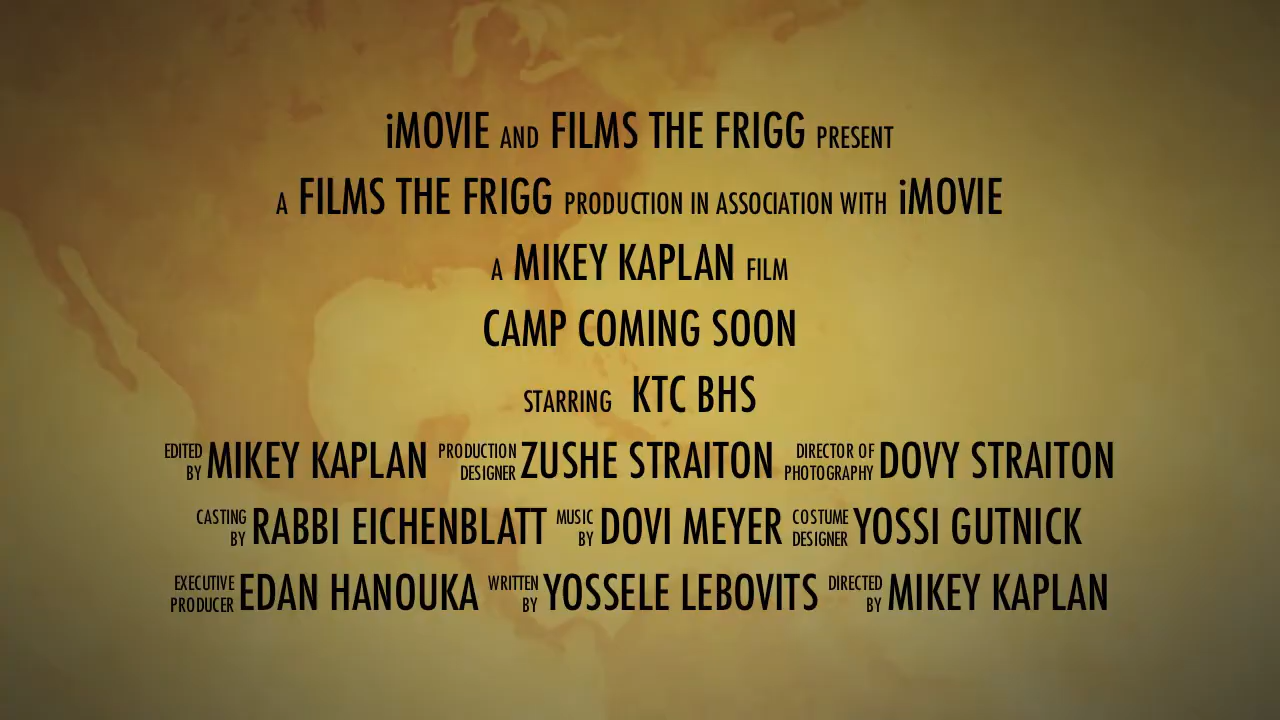 iMOVIE AND FILMS THE FRIGG PRESENT
A FILMS THE FRIGG PRODUCTION IN ASSOCIATION WITH iMOVIE
A MIKEY KAPLAN FILM
CAMP COMING SOON
STARRING KTC BHS
EDITED BY MIKEY KAPLAN PRODUCTION DESIGNER ZUSHE STRAITON DIRECTOR OF PHOTOGRAPHY DOVY STRAITON
CASTING BY RABBI EICHENBLATT MUSIC BY DOVI MEYER COSTUME DESIGNER YOSSI GUTNICK
EXECUTIVE PRODUCER EDAN HANOUKA WRITTEN BY YOSSELE LEBOVITS DIRECTED BY MIKEY KAPLAN